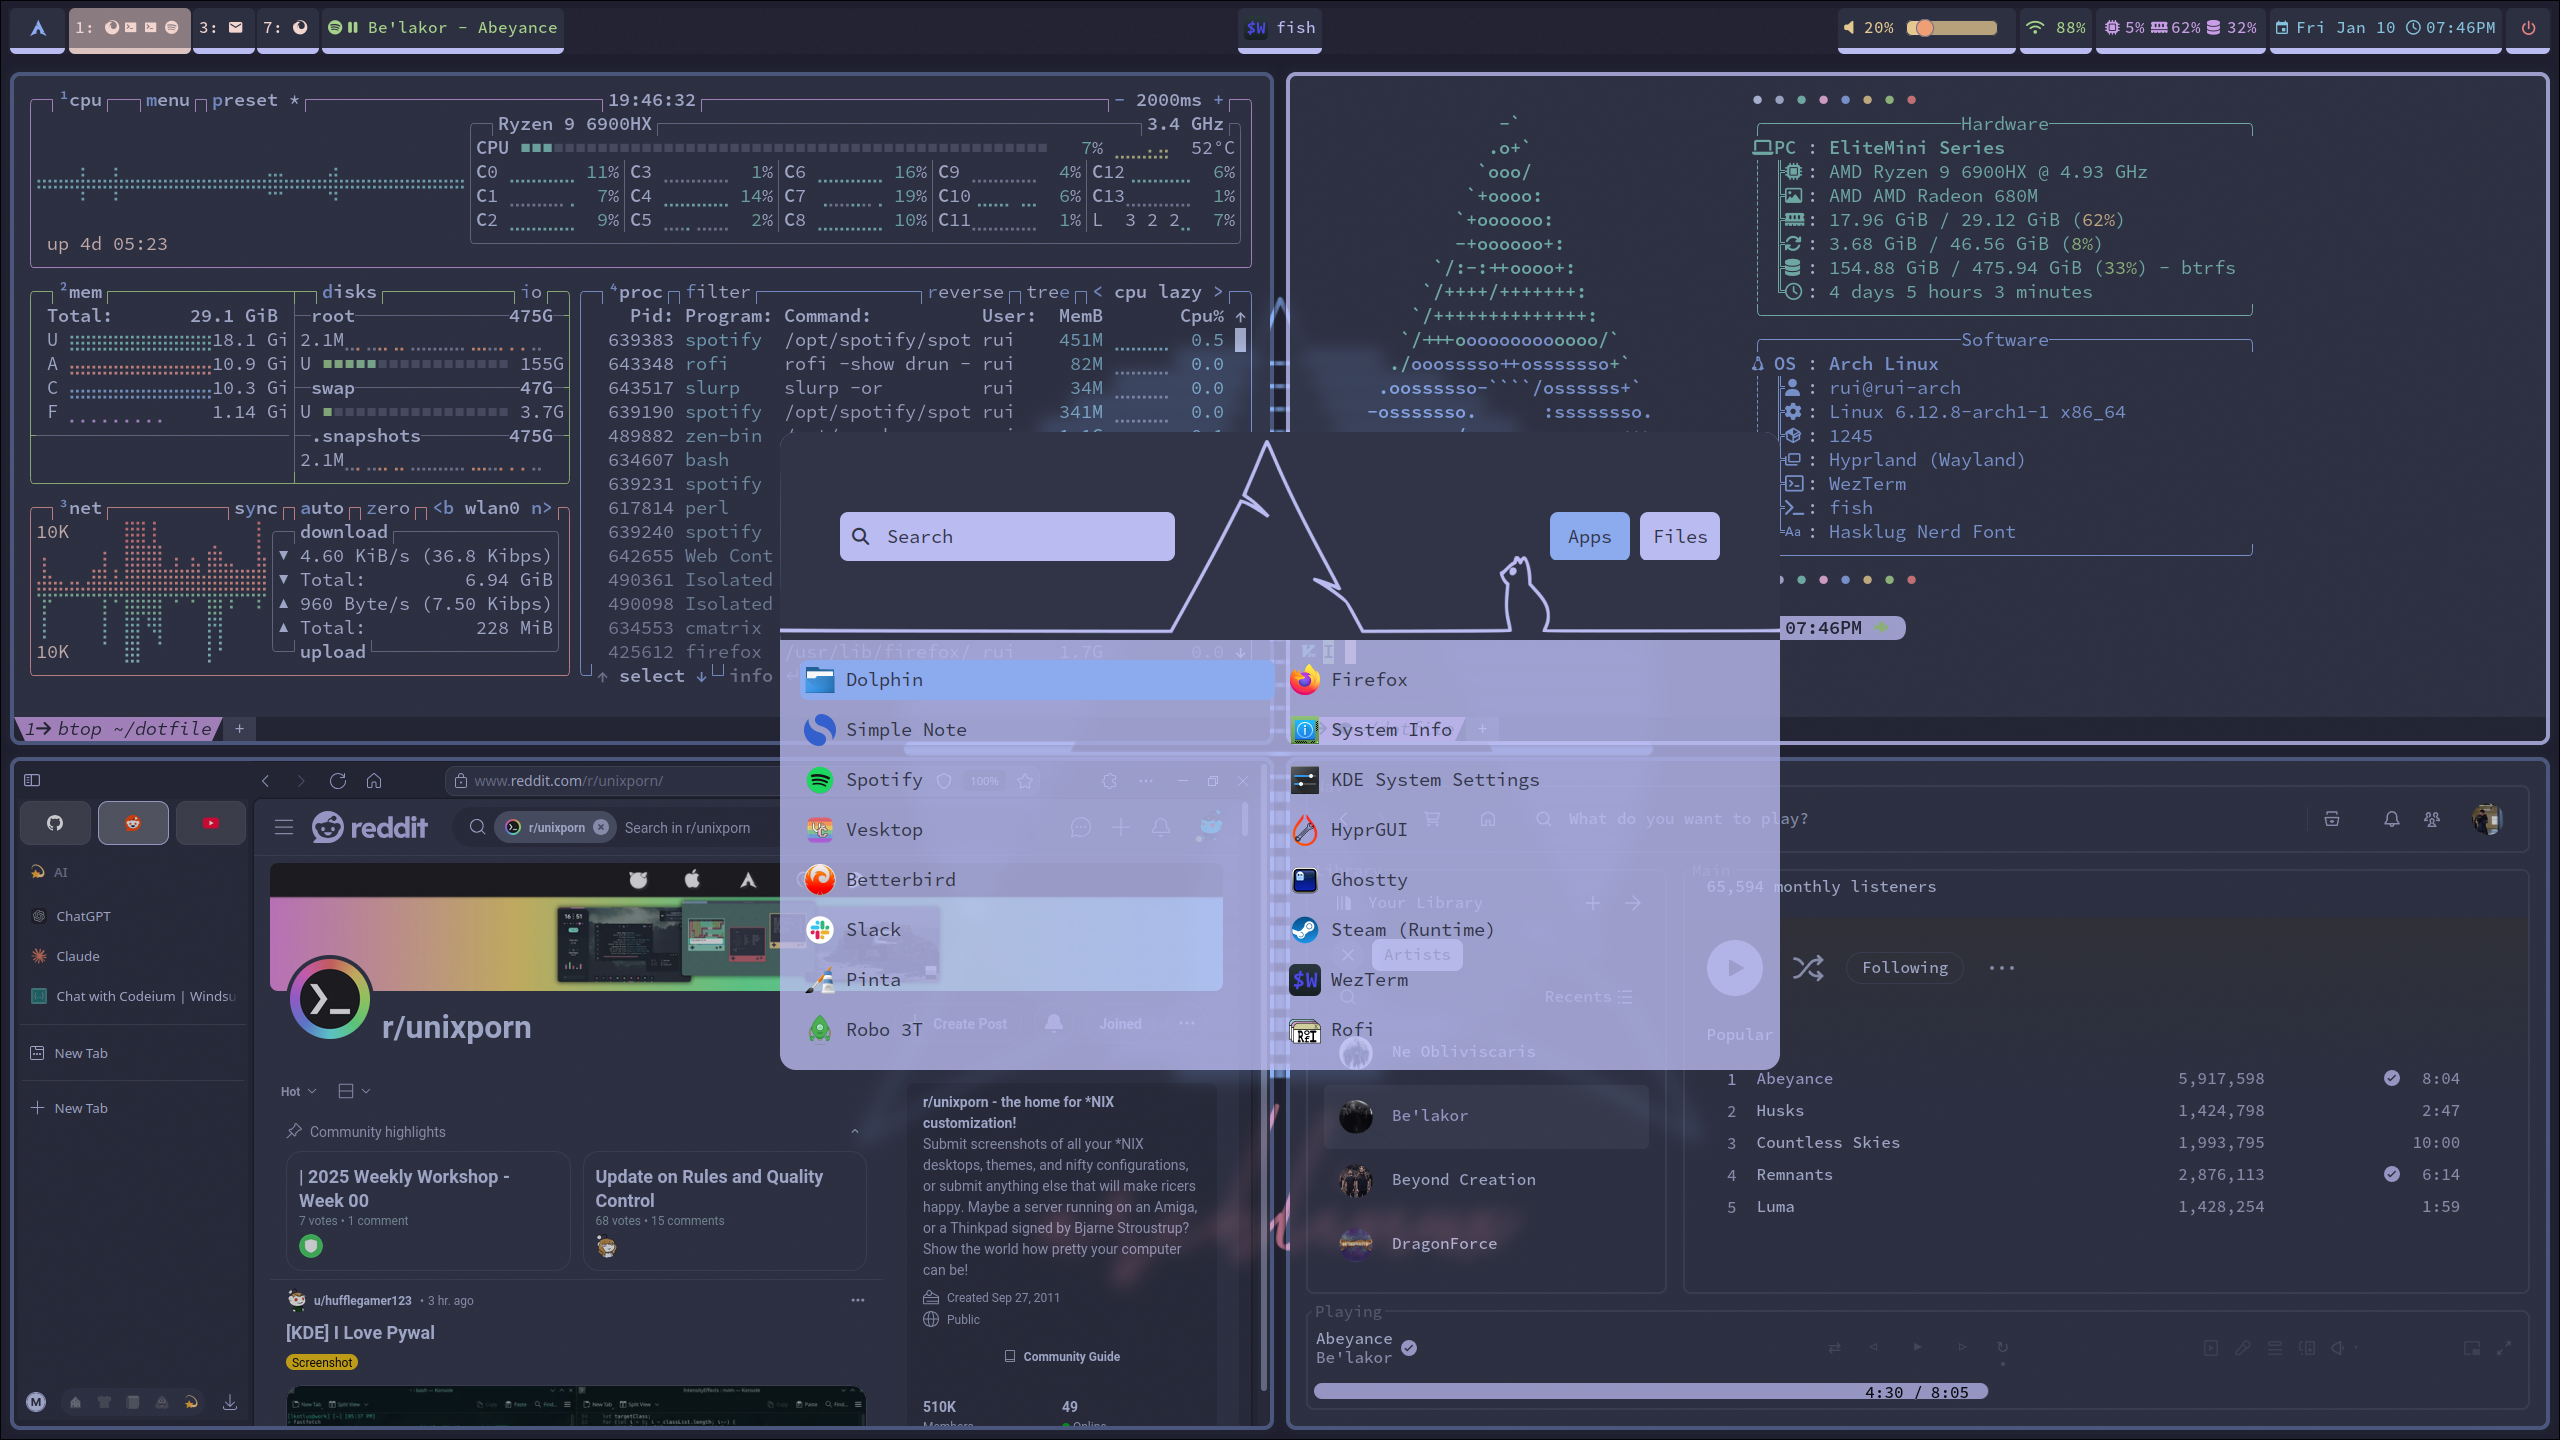 1:
3:
7:
Be'lakor - Abeyance
$W fish
20%
88%
5% 62% 32%
Fri Jan 10 07:46PM
1cpu menu preset * 19:46:32 - 2000ms +
Ryzen 9 6900HX 3.4 GHz
CPU 7% 52°C
C0 11% C3 1% C6 16% C9 4% C12 6%
C1 7% C4 14% C7 19% C10 6% C13 1%
C2 9% C5 2% C8 10% C11 1% L 3 2 2 7%
up 4d 05:23
2mem disks io
Total: 29.1 GiB root 475G
U 18.1 Gi 2.1M
A 10.9 Gi U 155G
C 10.3 Gi swap 47G
F 1.14 Gi U 3.7G
.snapshots 475G
2.1M
3net sync auto zero <b wlan0 n>
10K download
▼ 4.60 KiB/s (36.8 Kibps)
▼ Total: 6.94 GiB
▲ 960 Byte/s (7.50 Kibps)
▲ Total: 228 MiB
10K upload
4proc filter reverse tree < cpu lazy >
Pid: Program: Command: User: MemB Cpu% ↑
639383 spotify /opt/spotify/spot rui 451M 0.5
643348 rofi rofi -show drun - rui 82M 0.0
643517 slurp slurp -or rui 34M 0.0
639190 spotify /opt/spotify/spot rui 341M 0.0
489882 zen-bin
634607 bash
639231 spotify
617814 perl
639240 spotify
642655 Web Cont
490361 Isolated
490098 Isolated
634553 cmatrix
425612 firefox /usr/lib/firefox/ rui 1.7G 0.0 ↓
↑ select ↓ info
1→ btop ~/dotfile +
-`
.o+`
`ooo/
`+oooo:
`+oooooo:
-+oooooo+:
`/:-:++oooo+:
`/++++/+++++++:
`/++++++++++++++:
`/+++ooooooooooooo/`
./ooosssso++osssssso+`
.oossssso-````/ossssss+`
-osssssso. :ssssssso.
Hardware
PC : EliteMini Series
: AMD Ryzen 9 6900HX @ 4.93 GHz
: AMD AMD Radeon 680M
: 17.96 GiB / 29.12 GiB (62%)
: 3.68 GiB / 46.56 GiB (8%)
: 154.88 GiB / 475.94 GiB (33%) - btrfs
: 4 days 5 hours 3 minutes
Software
OS : Arch Linux
: rui@rui-arch
: Linux 6.12.8-arch1-1 x86_64
: 1245
: Hyprland (Wayland)
: WezTerm
: fish
Aa : Hasklug Nerd Font
07:46PM
Search
Apps
Files
Dolphin
Simple Note
Spotify
Vesktop
Betterbird
Slack
Pinta
Robo 3T
Firefox
System Info
KDE System Settings
HyprGUI
Ghostty
Steam (Runtime)
$W WezTerm
Rofi
www.reddit.com/r/unixporn/
100%
reddit
r/unixporn
Search in r/unixporn
AI
ChatGPT
Claude
Chat with Codeium | Windsu
New Tab
New Tab
M
r/unixporn
Create Post
Joined
Hot
Community highlights
| 2025 Weekly Workshop -
Week 00
7 votes • 1 comment
Update on Rules and Quality
Control
68 votes • 15 comments
u/hufflegamer123 • 3 hr. ago
[KDE] I Love Pywal
Screenshot
r/unixporn - the home for *NIX
customization!
Submit screenshots of all your *NIX
desktops, themes, and nifty configurations,
or submit anything else that will make ricers
happy. Maybe a server running on an Amiga,
or a Thinkpad signed by Bjarne Stroustrup?
Show the world how pretty your computer
can be!
Created Sep 27, 2011
Public
Community Guide
510K
49
Members
Online
What do you want to play?
Your Library
Artists
Recents
Ne Obliviscaris
Be'lakor
Beyond Creation
DragonForce
Main
65,594 monthly listeners
Following
Popular
1 Abeyance 5,917,598 8:04
2 Husks 1,424,798 2:47
3 Countless Skies 1,993,795 10:00
4 Remnants 2,876,113 6:14
5 Luma 1,428,254 1:59
Playing
Abeyance
Be'lakor
4:30 / 8:05